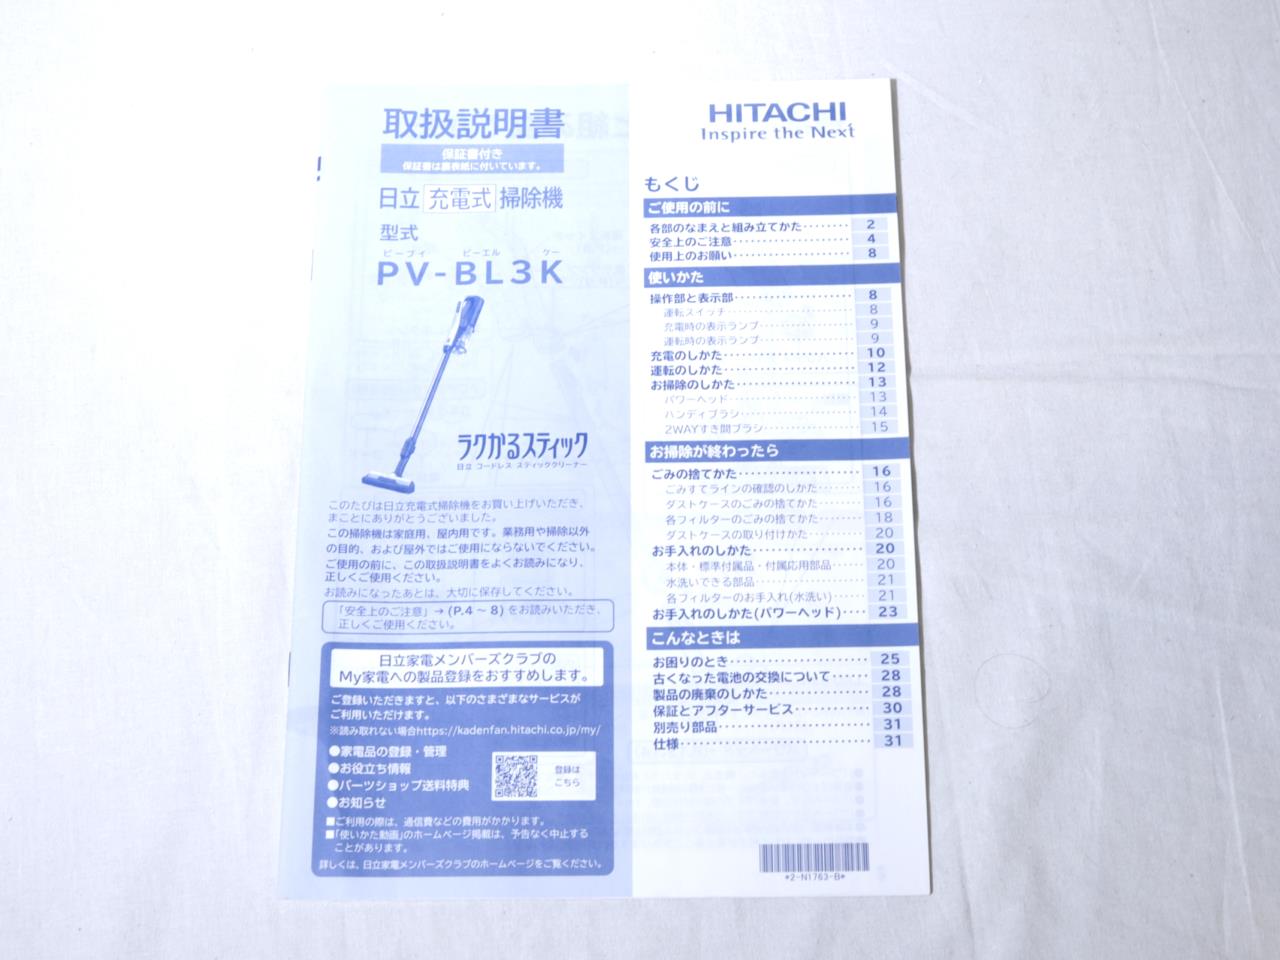 取扱説明書
保証書付き
保証書は裏表紙に付いています。
日立 充電式 掃除機
型式
ピーブイ ビーエル ケー
PV-BL3K
ラクかるスティック
日立 コードレス スティッククリーナー
このたびは日立充電式掃除機をお買い上げいただき、
まことにありがとうございました。
この掃除機は家庭用、屋内用です。業務用や掃除以外
の目的、および屋外ではご使用にならないでください。
ご使用の前に、この取扱説明書をよくお読みになり、
正しくご使用ください。
お読みになったあとは、大切に保存してください。
「安全上のご注意」→(P.4 ～ 8)をお読みいただき、
正しくご使用ください。
日立家電メンバーズクラブの
My家電への製品登録をおすすめします。
ご登録いただきますと、以下のさまざまなサービスが
ご利用いただけます。
※読み取れない場合https://kadenfan.hitachi.co.jp/my/
●家電品の登録・管理
●お役立ち情報
●パーツショップ送料特典
●お知らせ
登録は
こちら
■ご利用の際は、通信費などの費用がかかります。
■「使いかた動画」のホームページ掲載は、予告なく中止する
ことがあります。
詳しくは、日立家電メンバーズクラブのホームページをご覧ください。
HITACHI
Inspire the Next
もくじ
ご使用の前に
各部のなまえと組み立てかた········ 2
安全上のご注意················ 4
使用上のお願い················ 8
使いかた
操作部と表示部················ 8
運転スイッチ················ 8
充電時の表示ランプ············ 9
運転時の表示ランプ············ 9
充電のしかた················ 10
運転のしかた················ 12
お掃除のしかた················ 13
パワーヘッド················ 13
ハンディブラシ················ 14
2WAYすき間ブラシ············ 15
お掃除が終わったら
ごみの捨てかた················ 16
ごみすてラインの確認のしかた····· 16
ダストケースのごみの捨てかた····· 16
各フィルターのごみの捨てかた····· 18
ダストケースの取り付けかた······· 20
お手入れのしかた················ 20
本体・標準付属品・付属応用部品···· 20
水洗いできる部品················ 21
各フィルターのお手入れ(水洗い)···· 21
お手入れのしかた(パワーヘッド)···· 23
こんなときは
お困りのとき···················· 25
古くなった電池の交換について······ 28
製品の廃棄のしかた·············· 28
保証とアフターサービス··········· 30
別売り部品······················ 31
仕様···························· 31
*2-N1763-B*